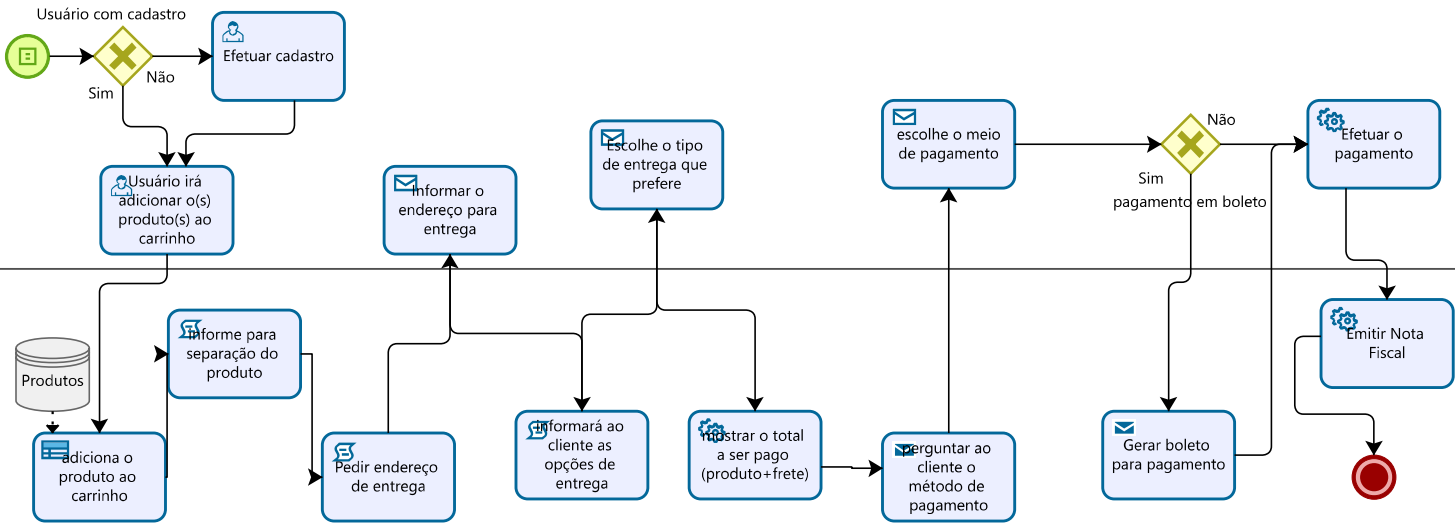 Usuário com cadastro
Não
Sim
Efetuar cadastro
Usuário irá
adicionar o(s)
produto(s) ao
carrinho
Informar o
endereço para
entrega
Escolhe o tipo
de entrega que
prefere
escolhe o meio
de pagamento
Não
Sim
pagamento em boleto
Efetuar o
pagamento
Produtos
adiciona o
produto ao
carrinho
Informe para
separação do
produto
Pedir endereço
de entrega
informará ao
cliente as
opções de
entrega
mostrar o total
a ser pago
(produto+frete)
perguntar ao
cliente o
método de
pagamento
Gerar boleto
para pagamento
Emitir Nota
Fiscal